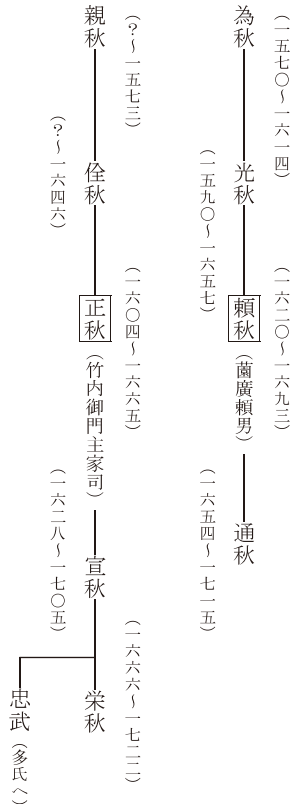 （一五七〇～一六一四）
為秋
（一五九〇～一六五七）
光秋
（一六二〇～一六九三）
頼秋（薗廣頼男）
（一六五四～一七一五）
通秋
（？～一五七三）
親秋
（？～一六四六）
佺秋
（一六〇四～一六六五）
正秋（竹内御門主家司）
（一六二八～一七〇五）
宣秋
（一六六六～一七二二）
栄秋
忠武（多氏へ）